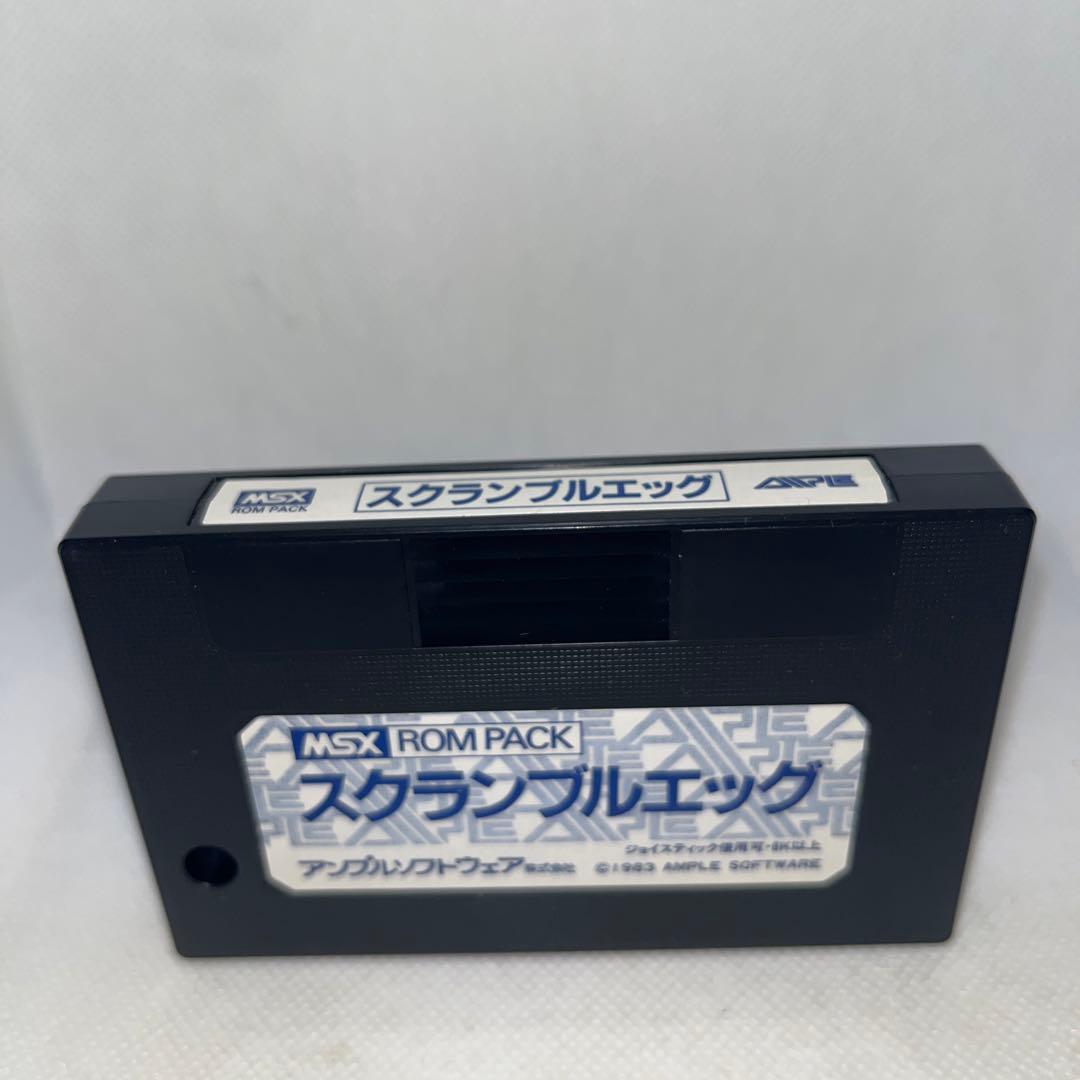 MSX
ROM PACK
スクランブルエッグ
AMPLE
MSX ROM PACK
スクランブルエッグ
ジョイスティック使用可・8K以上
アンプルソフトウェア株式会社 ©1983 AMPLE SOFTWARE